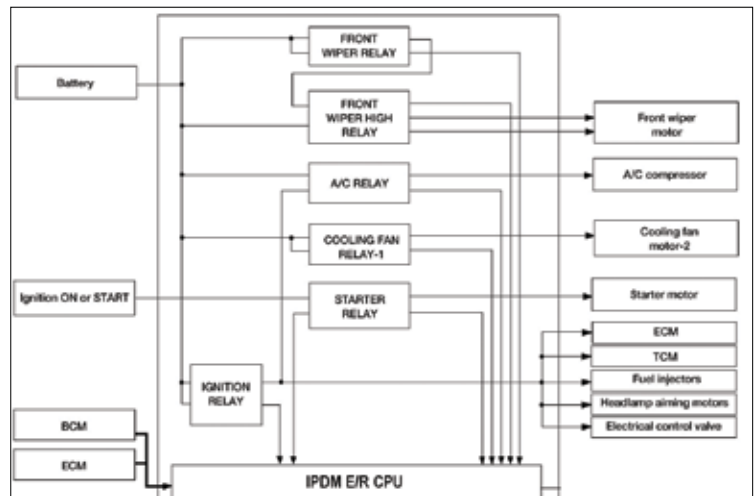 FRONT
WIPER RELAY
Battery
FRONT
WIPER HIGH
RELAY
Front wiper
motor
A/C RELAY
A/C compressor
COOLING FAN
RELAY-1
Cooling fan
motor-2
Ignition ON or START
STARTER
RELAY
Starter motor
ECM
TCM
IGNITION
RELAY
Fuel injectors
Headlamp aiming motors
Electrical control valve
BCM
ECM
IPDM E/R CPU